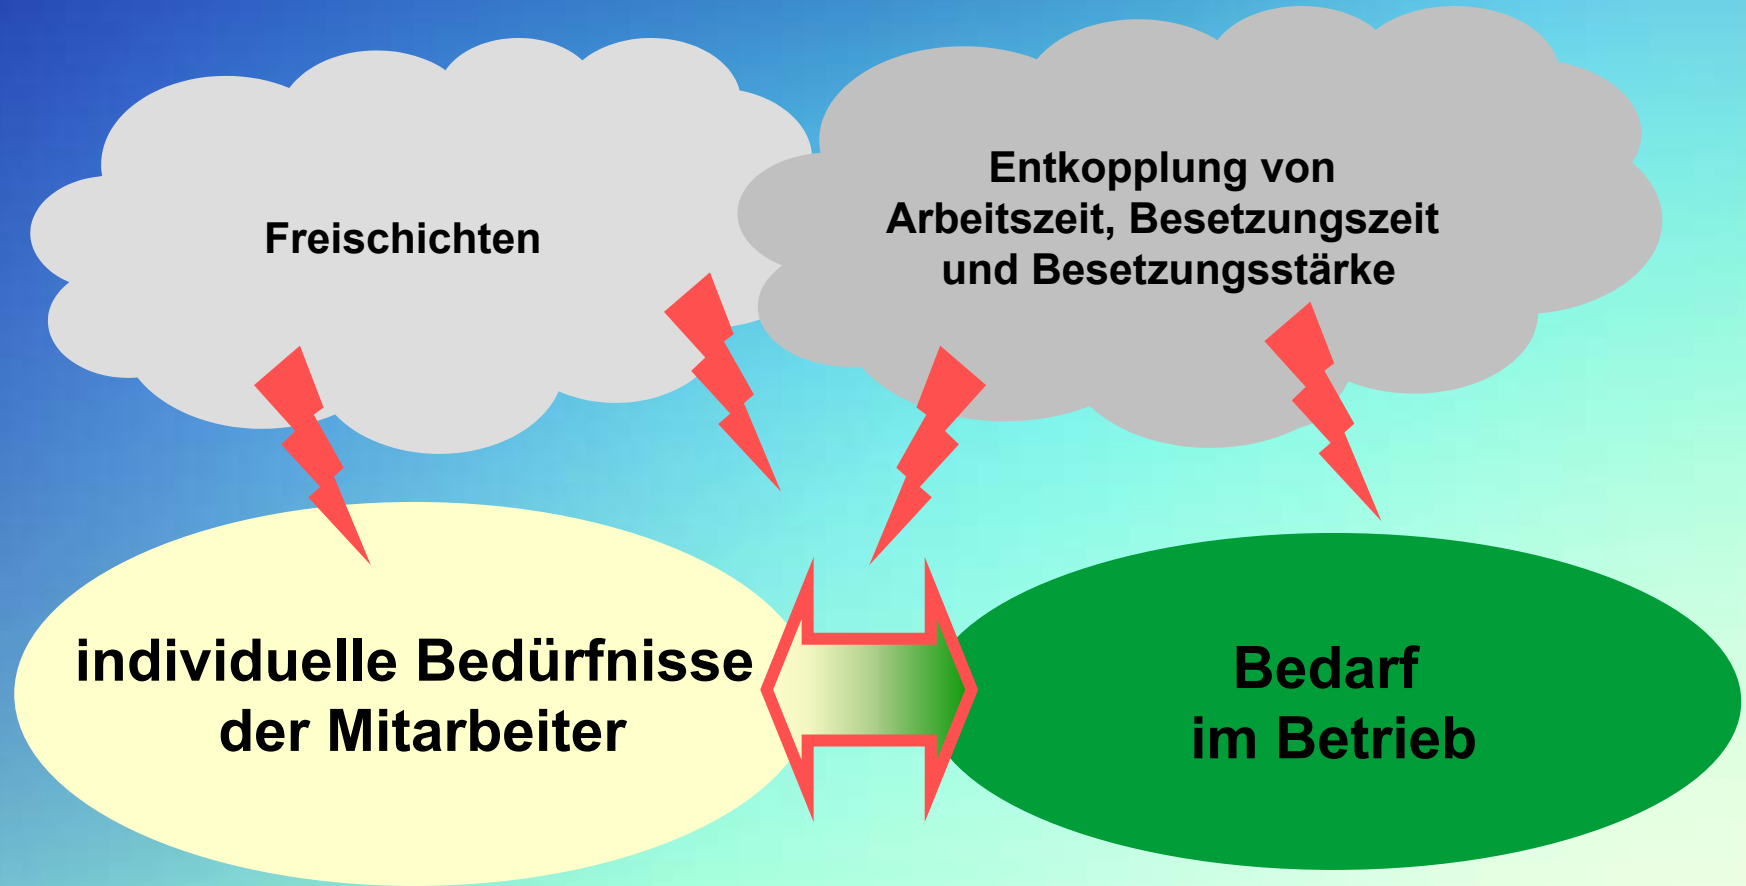 Freischichten
Entkopplung von
Arbeitszeit, Besetzungszeit
und Besetzungsstärke
individuelle Bedürfnisse
der Mitarbeiter
Bedarf
im Betrieb